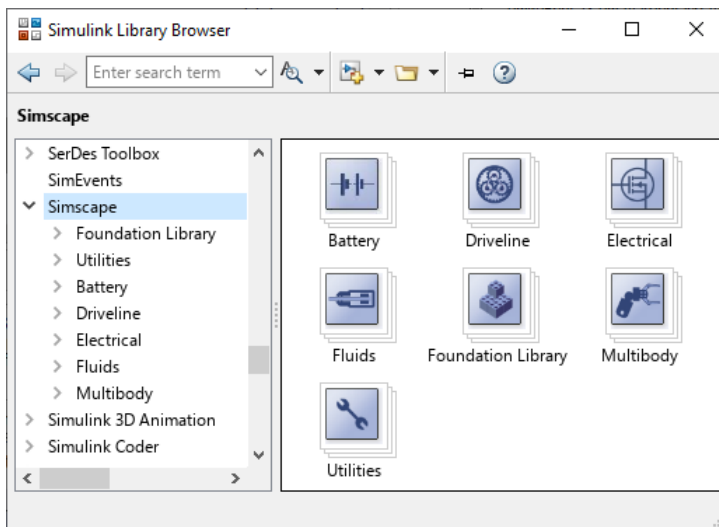 Simulink Library Browser
Enter search term
Simscape
SerDes Toolbox
SimEvents
Simscape
Foundation Library
Utilities
Battery
Driveline
Electrical
Fluids
Multibody
Simulink 3D Animation
Simulink Coder
Battery Driveline Electrical
Fluids Foundation Library Multibody
Utilities